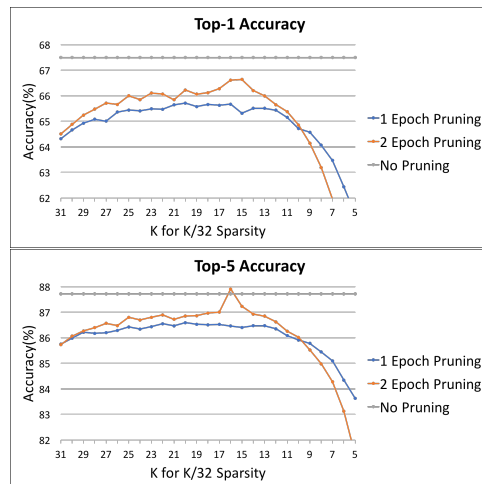 Top-1 Accuracy
68
67
66
65
64
63
62
Accuracy(%)
31 29 27 25 23 21 19 17 15 13 11 9 7 5
K for K/32 Sparsity
1 Epoch Pruning
2 Epoch Pruning
No Pruning
Top-5 Accuracy
88
87
86
85
84
83
82
Accuracy(%)
31 29 27 25 23 21 19 17 15 13 11 9 7 5
K for K/32 Sparsity
1 Epoch Pruning
2 Epoch Pruning
No Pruning